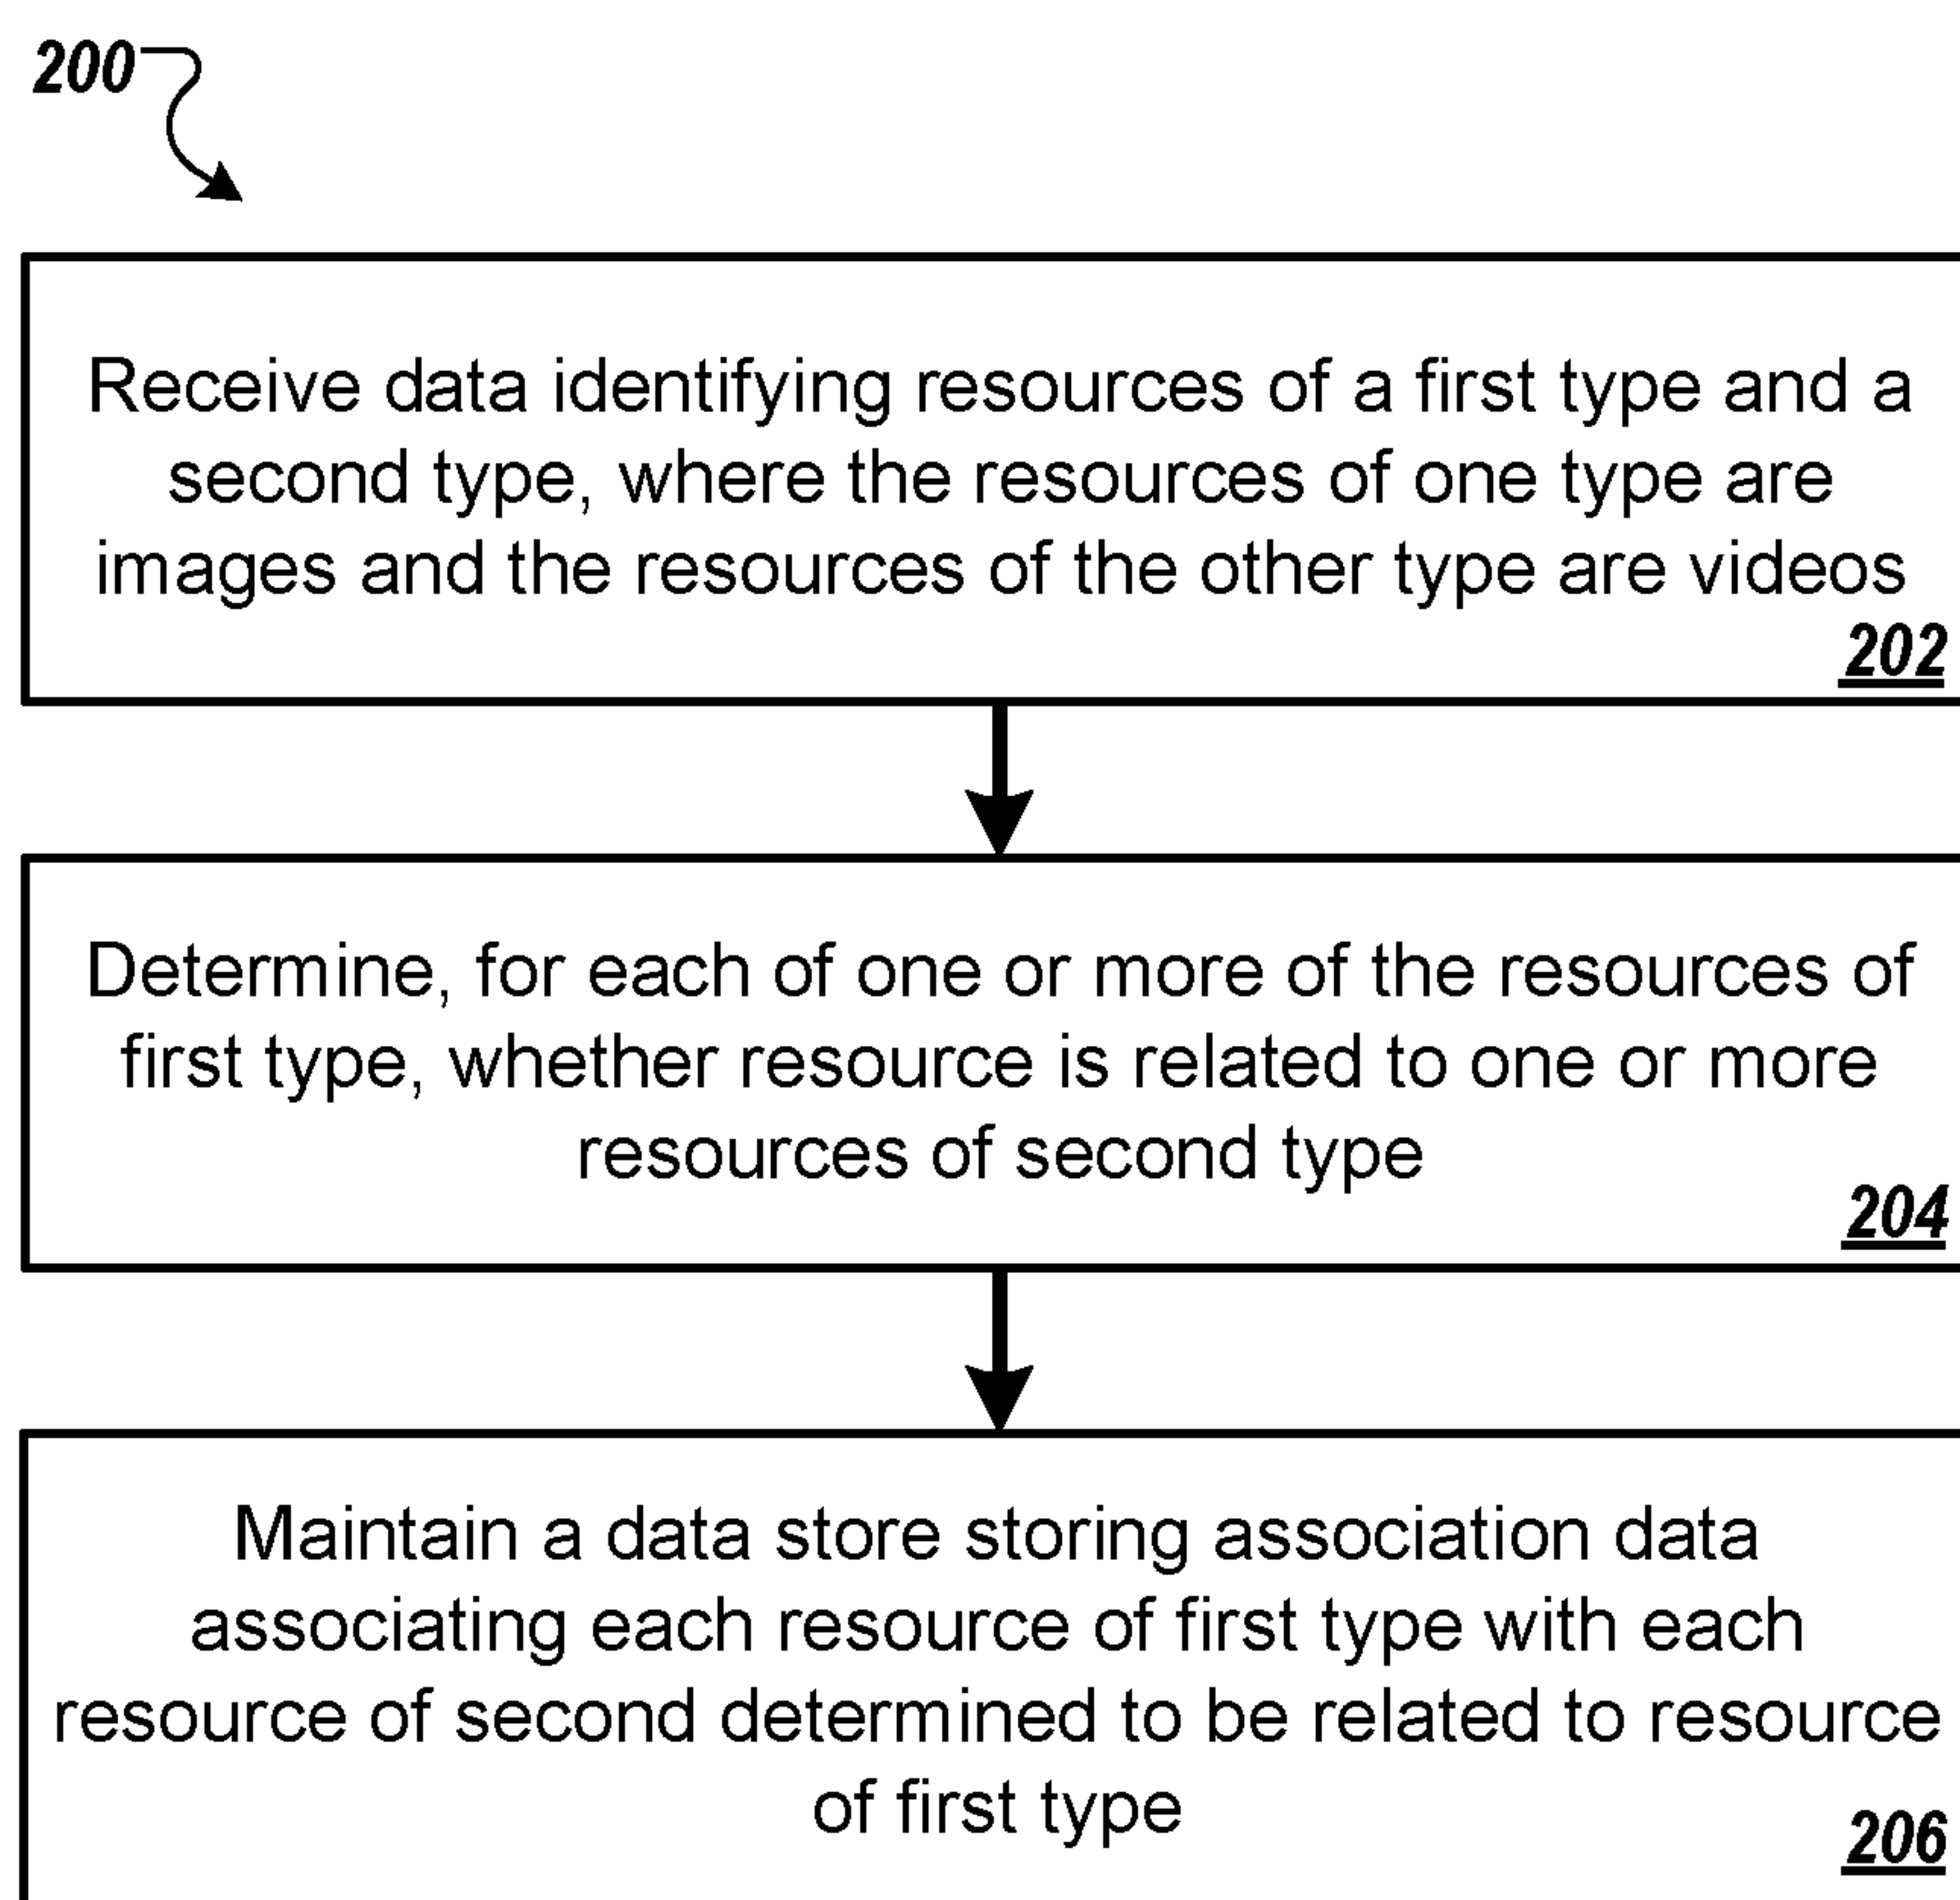 200
Receive data identifying resources of a first type and a
second type, where the resources of one type are
images and the resources of the other type are videos
202
Determine, for each of one or more of the resources of
first type, whether resource is related to one or more
resources of second type
204
Maintain a data store storing association data
associating each resource of first type with each
resource of second determined to be related to resource
of first type
206